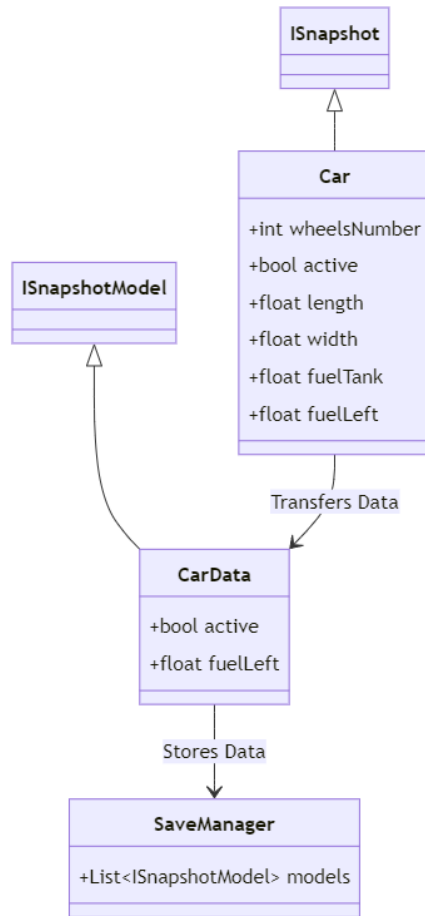 ISnapshot
Car
+int wheelsNumber
+bool active
+float length
+float width
+float fuelTank
+float fuelLeft
ISnapshotModel
Transfers Data
CarData
+bool active
+float fuelLeft
Stores Data
SaveManager
+List<ISnapshotModel> models